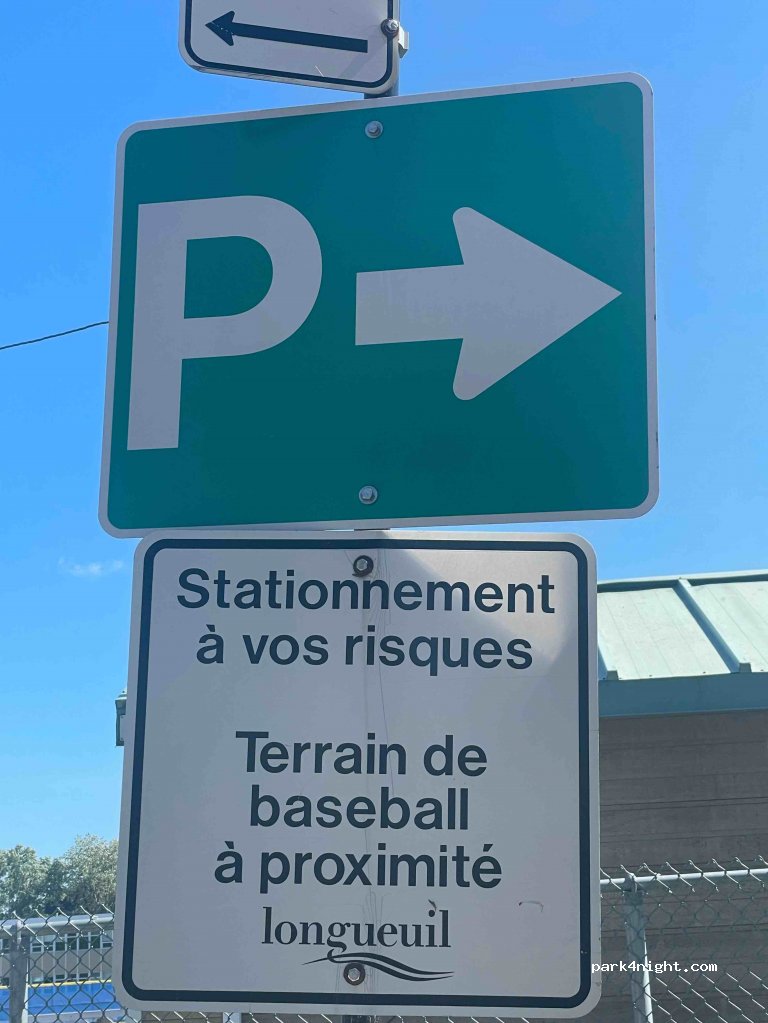 P
Stationnement
à vos risques
Terrain de
baseball
à proximité
longueuil
park4night.com